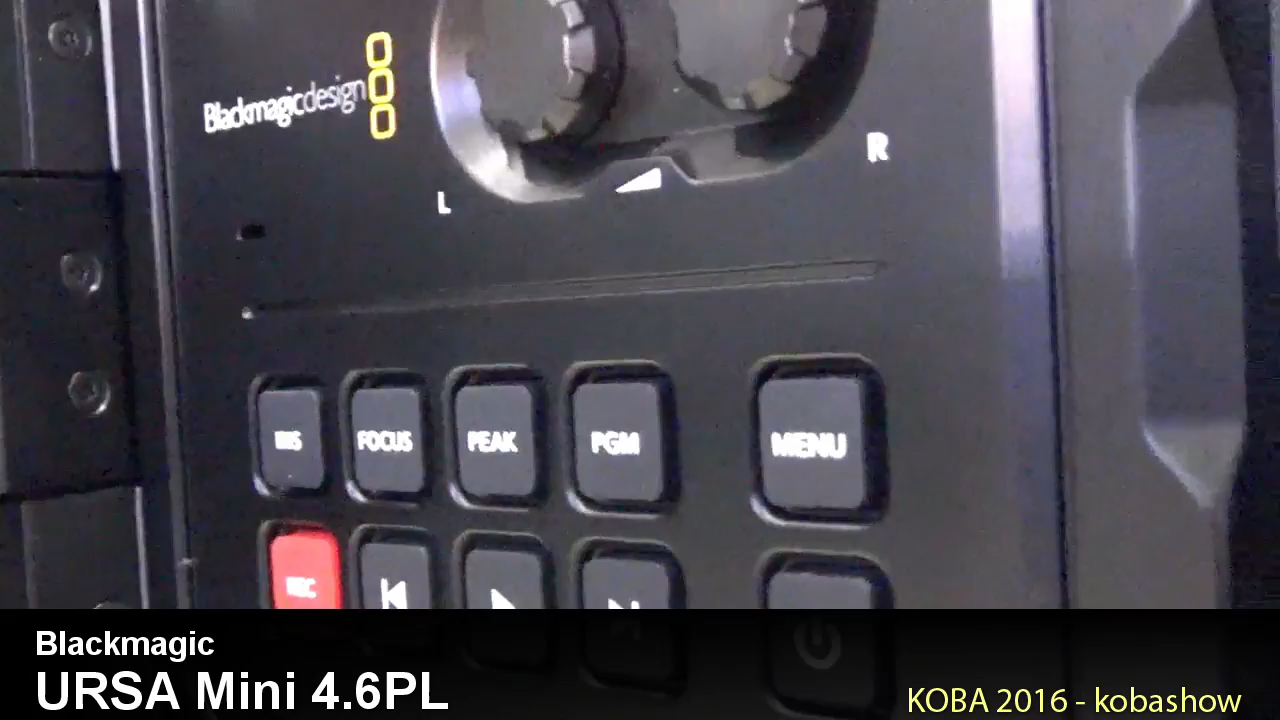 Blackmagicdesign
L
R
IRIS FOCUS PEAK PGM MENU
REC
Blackmagic
URSA Mini 4.6PL
KOBA 2016 - kobashow